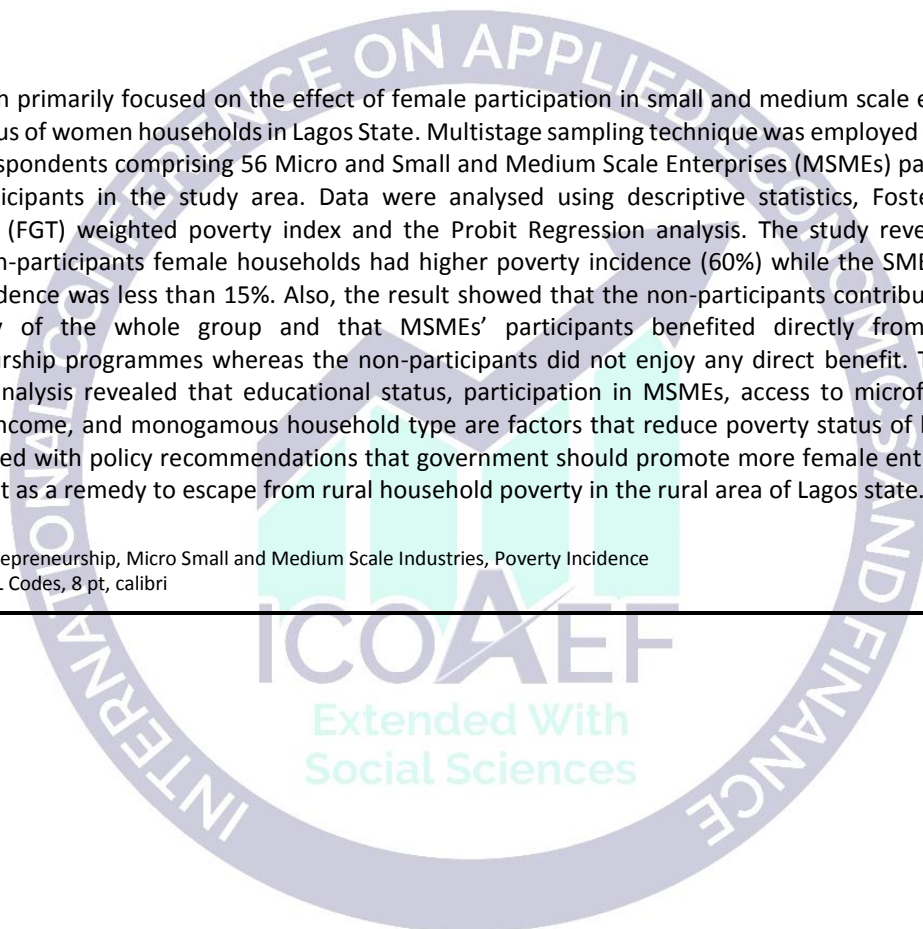 h primarily focused on the effect of female participation in small and medium scale e
us of women households in Lagos State. Multistage sampling technique was employed
spondents comprising 56 Micro and Small and Medium Scale Enterprises (MSMEs) pa
icipants in the study area. Data were analysed using descriptive statistics, Foste
(FGT) weighted poverty index and the Probit Regression analysis. The study reve
n-participants female households had higher poverty incidence (60%) while the SME
dence was less than 15%. Also, the result showed that the non-participants contribu
y of the whole group and that MSMEs’ participants benefited directly from
urship programmes whereas the non-participants did not enjoy any direct benefit. T
nalysis revealed that educational status, participation in MSMEs, access to microf
ncome, and monogamous household type are factors that reduce poverty status of
ed with policy recommendations that government should promote more female ent
t as a remedy to escape from rural household poverty in the rural area of Lagos state.
epreneurship, Micro Small and Medium Scale Industries, Poverty Incidence
L Codes, 8 pt, calibri
INTERNATIONAL CONFERENCE ON APPLIED ECONOMICS AND FINANCE
ICOAEF
Extended With
Social Sciences